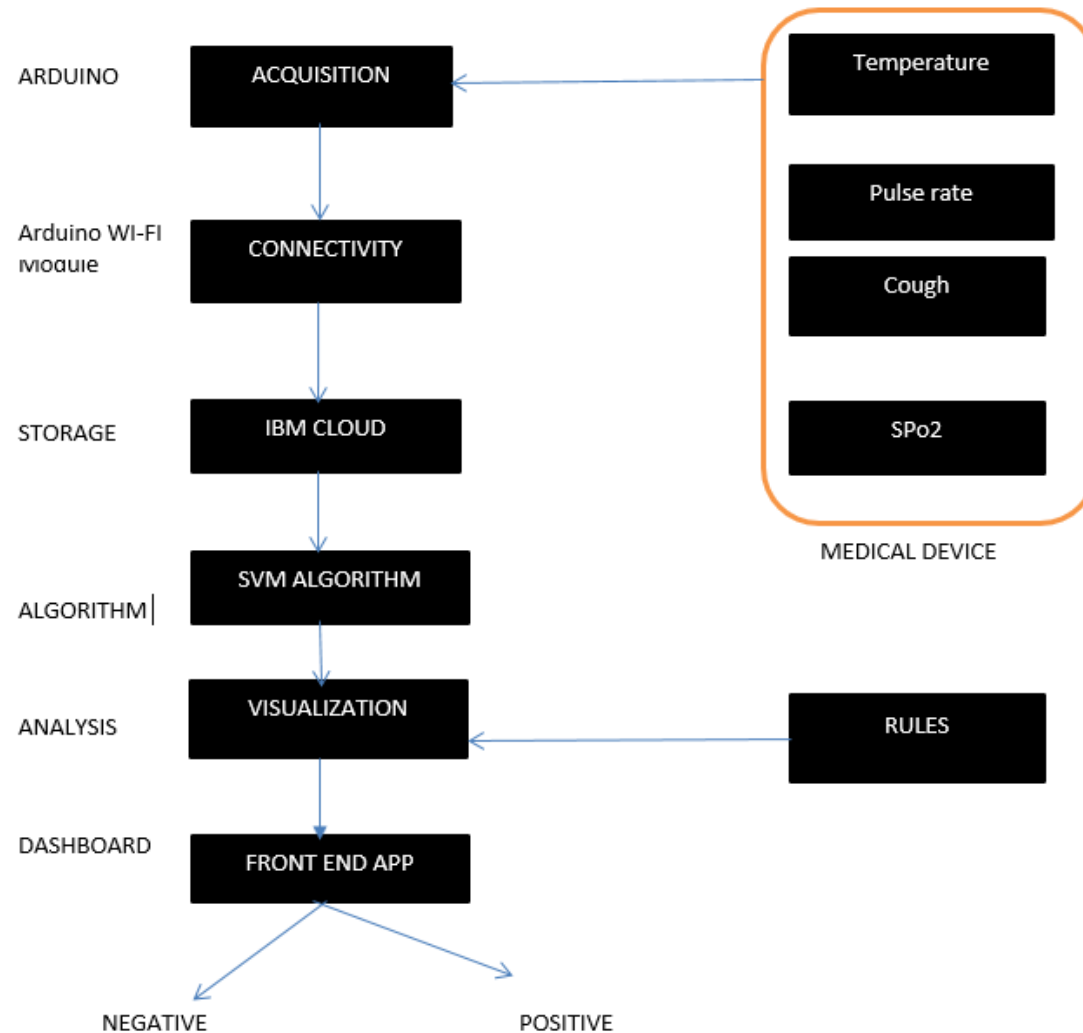 ARDUINO
ACQUISITION
Temperature
Pulse rate
Arduino WI-FI
Module
CONNECTIVITY
Cough
STORAGE
IBM CLOUD
SPo2
MEDICAL DEVICE
SVM ALGORITHM
ALGORITHM
ANALYSIS
VISUALIZATION
RULES
DASHBOARD
FRONT END APP
NEGATIVE
POSITIVE